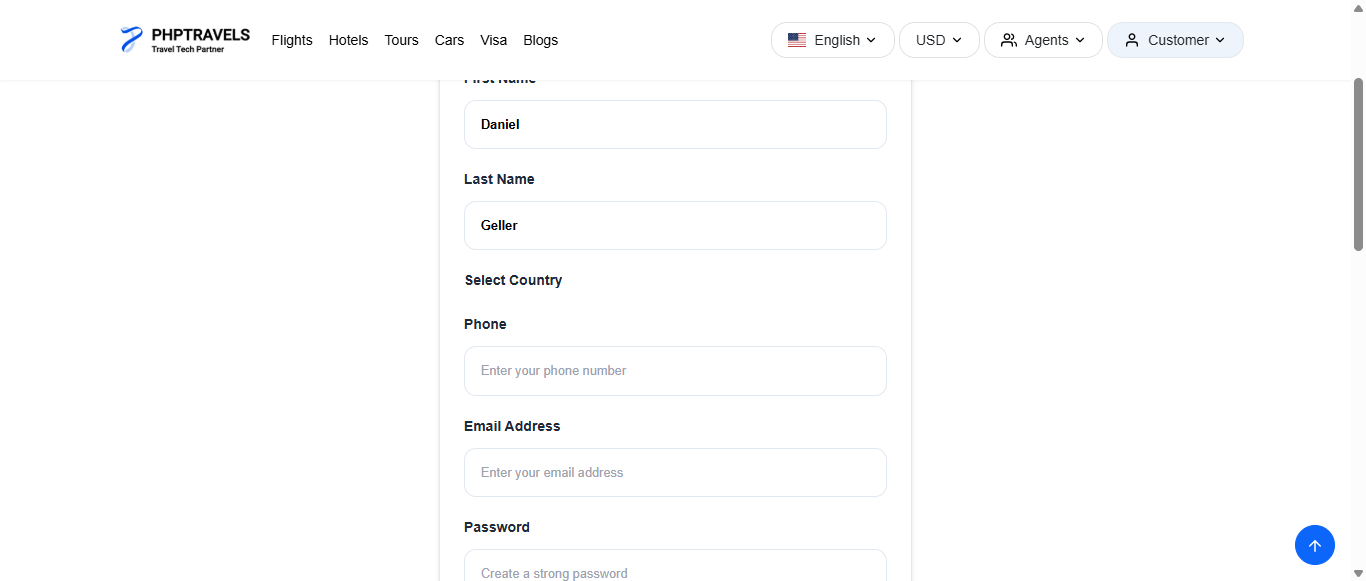 PHPTRAVELS
Travel Tech Partner
Flights Hotels Tours Cars Visa Blogs
English USD Agents Customer
First Name
Daniel
Last Name
Geller
Select Country
Phone
Enter your phone number
Email Address
Enter your email address
Password
Create a strong password